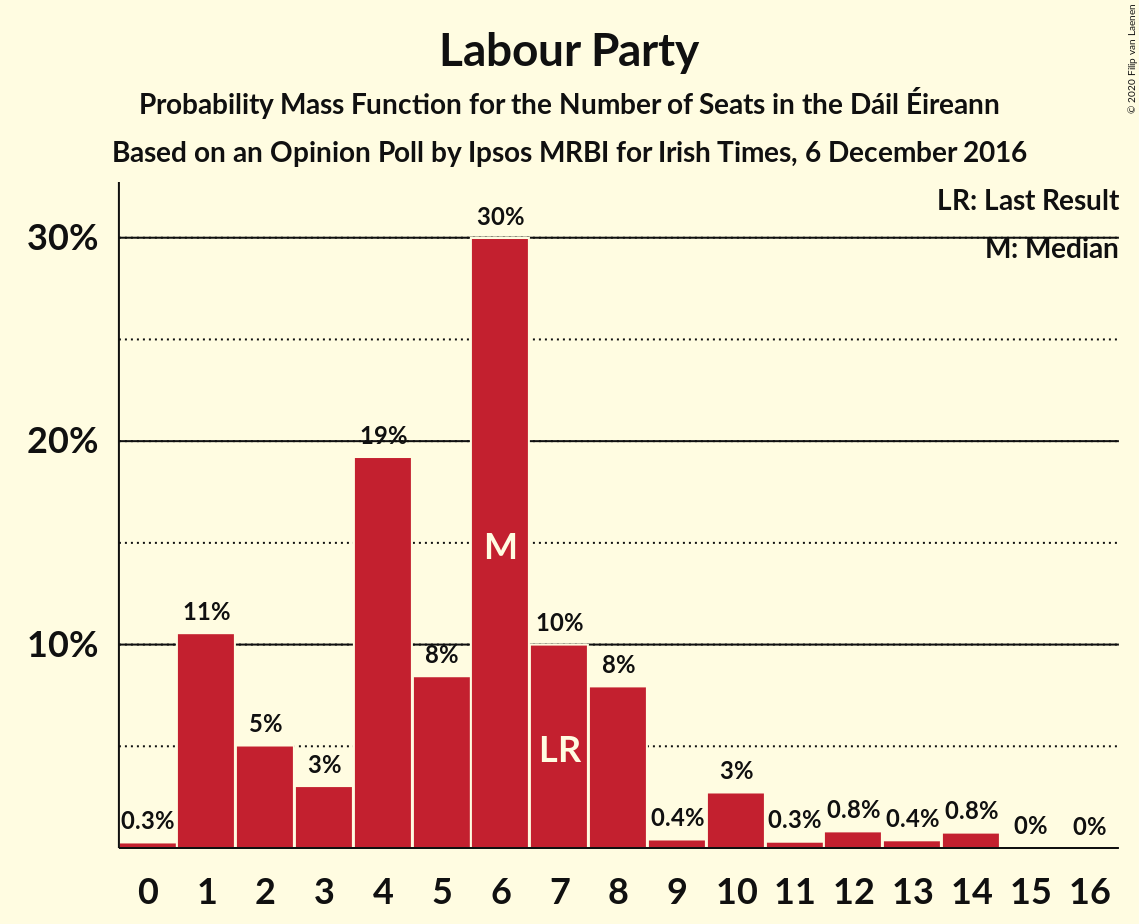 © 2020 Filip van Laenen
Labour Party
Probability Mass Function for the Number of Seats in the Dáil Éireann
Based on an Opinion Poll by Ipsos MRBI for Irish Times, 6 December 2016
LR: Last Result
M: Median
30%
20%
10%
0.3%
11%
5%
3%
19%
8%
30%
10%
8%
0.4%
3%
0.3%
0.8%
0.4%
0.8%
0%
0%
M
LR
0 1 2 3 4 5 6 7 8 9 10 11 12 13 14 15 16